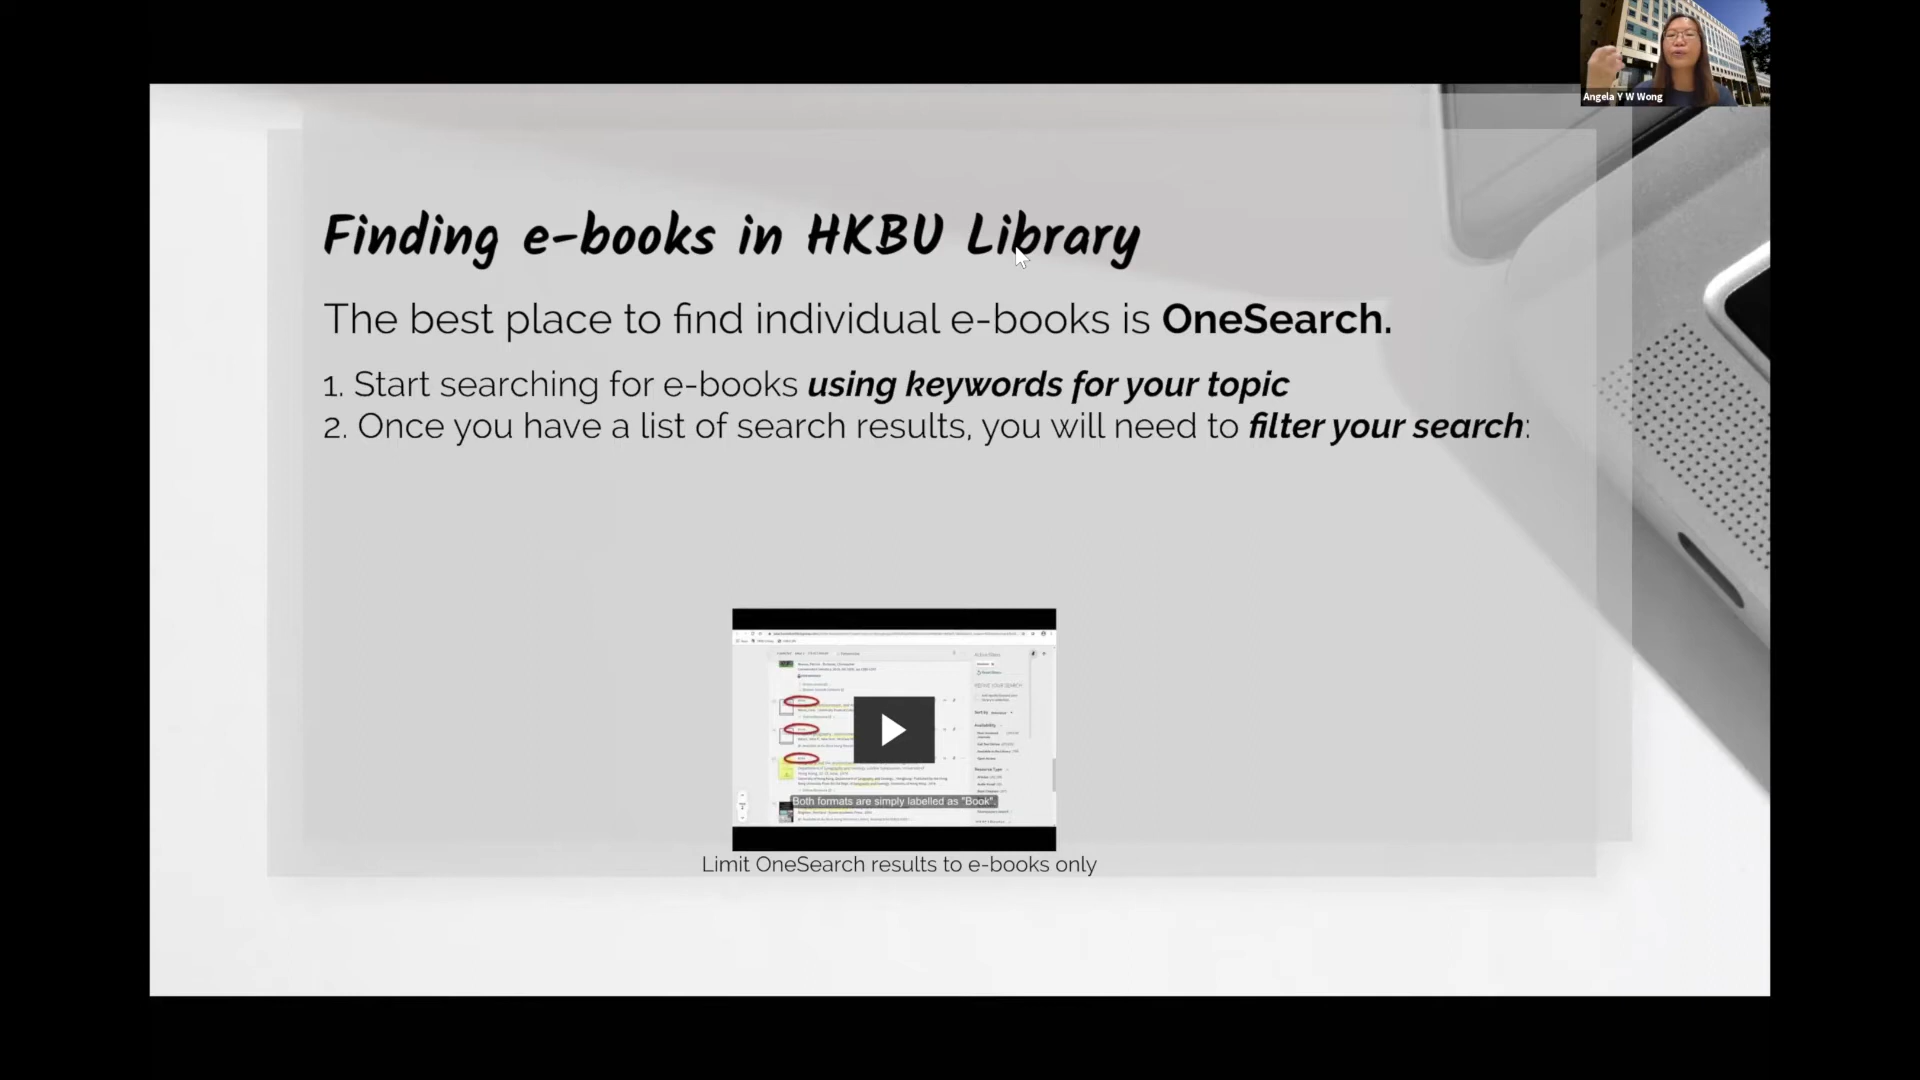 Angela Y W Wong
Finding e-books in HKBU Library
The best place to find individual e-books is OneSearch.
1. Start searching for e-books using keywords for your topic
2. Once you have a list of search results, you will need to filter your search:
Both formats are simply labelled as "Book".
Limit OneSearch results to e-books only